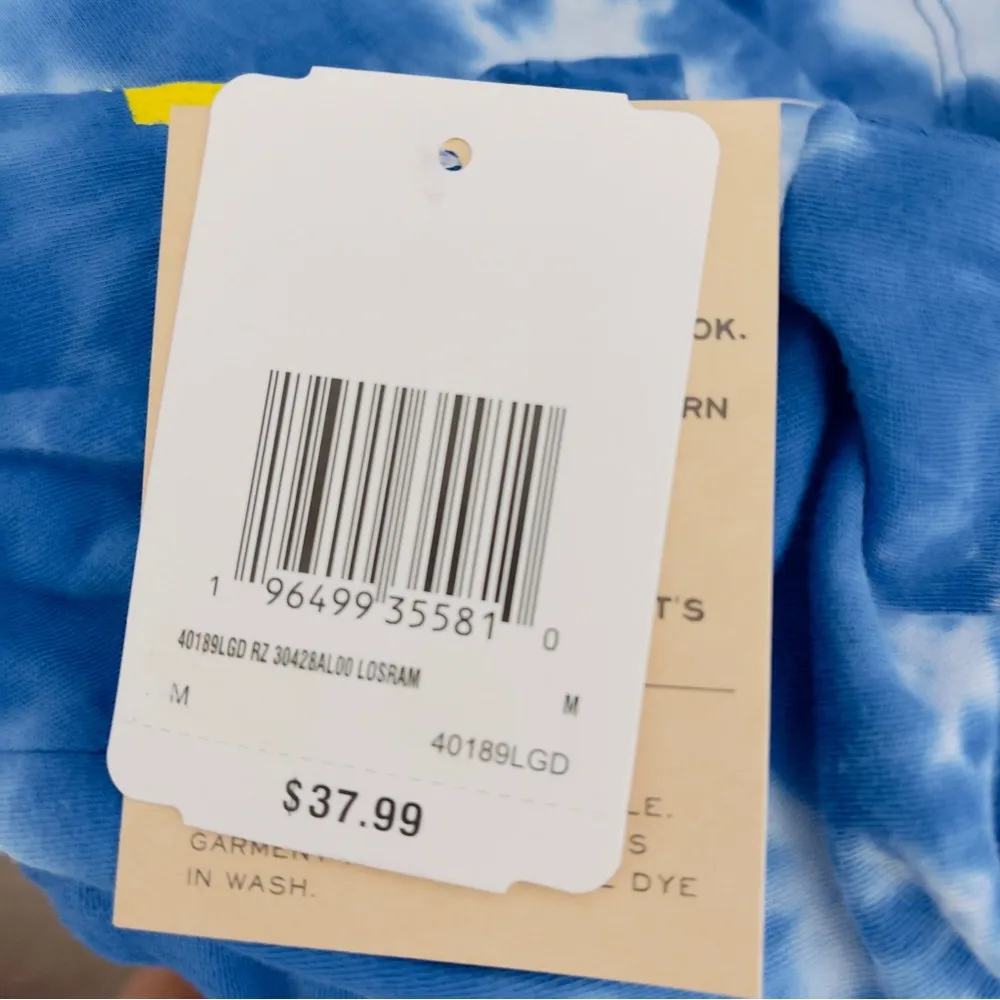 OK.
RN
T'S
1 96499 35581 0
40189LGD RZ 30428AL00 LOSRAM
M M
40189LGD
$37.99
LE.
S
GARMENT DYE
IN WASH.